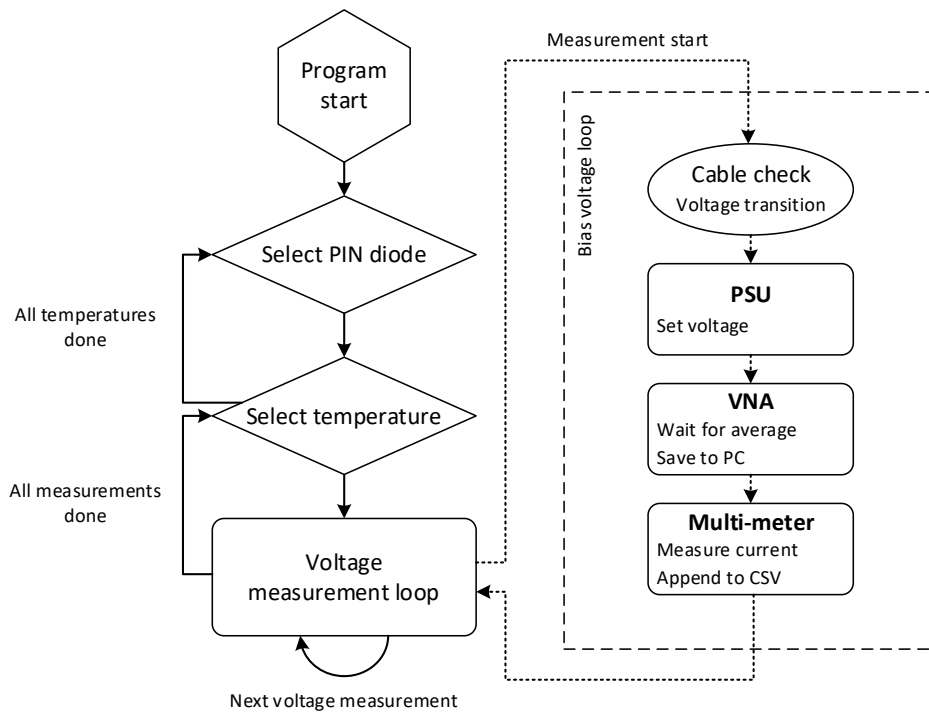 Program
start
Select PIN diode
All temperatures
done
Select temperature
All measurements
done
Voltage
measurement loop
Next voltage measurement
Measurement start
Bias voltage loop
Cable check
Voltage transition
PSU
Set voltage
VNA
Wait for average
Save to PC
Multi-meter
Measure current
Append to CSV